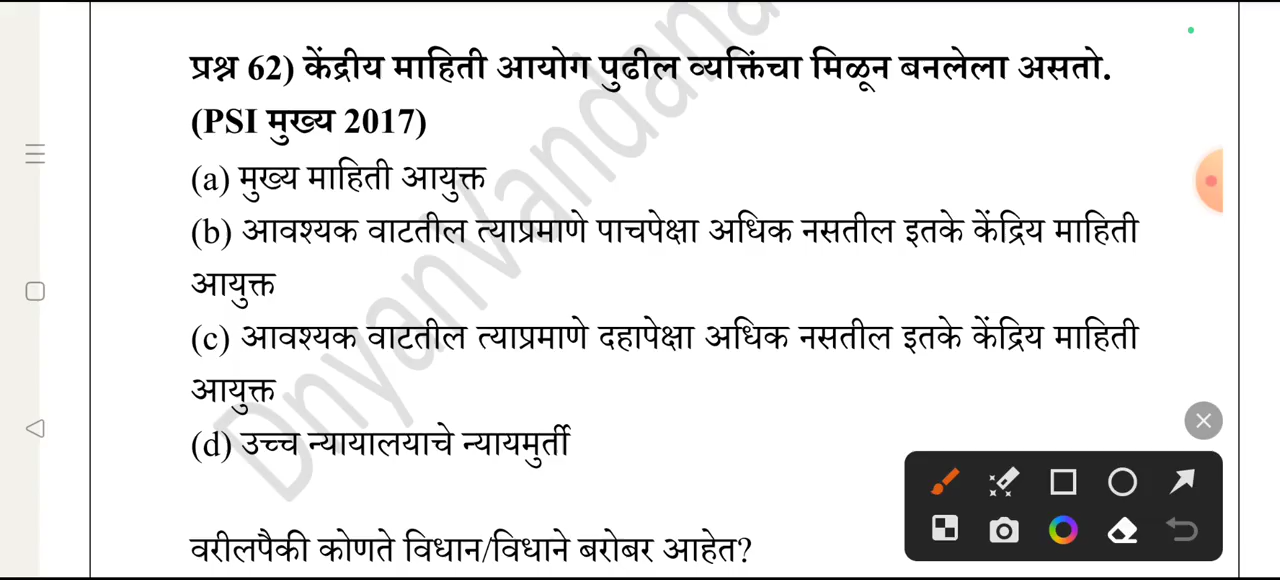 प्रश्न 62) केंद्रीय माहिती आयोग पुढील व्यक्तिंचा मिळून बनलेला असतो.
(PSI मुख्य 2017)
(a) मुख्य माहिती आयुक्त
(b) आवश्यक वाटतील त्याप्रमाणे पाचपेक्षा अधिक नसतील इतके केंद्रिय माहिती
आयुक्त
(c) आवश्यक वाटतील त्याप्रमाणे दहापेक्षा अधिक नसतील इतके केंद्रिय माहिती
आयुक्त
(d) उच्च न्यायालयाचे न्यायमुर्ती
वरीलपैकी कोणते विधान/विधाने बरोबर आहेत?
DnyanVandana